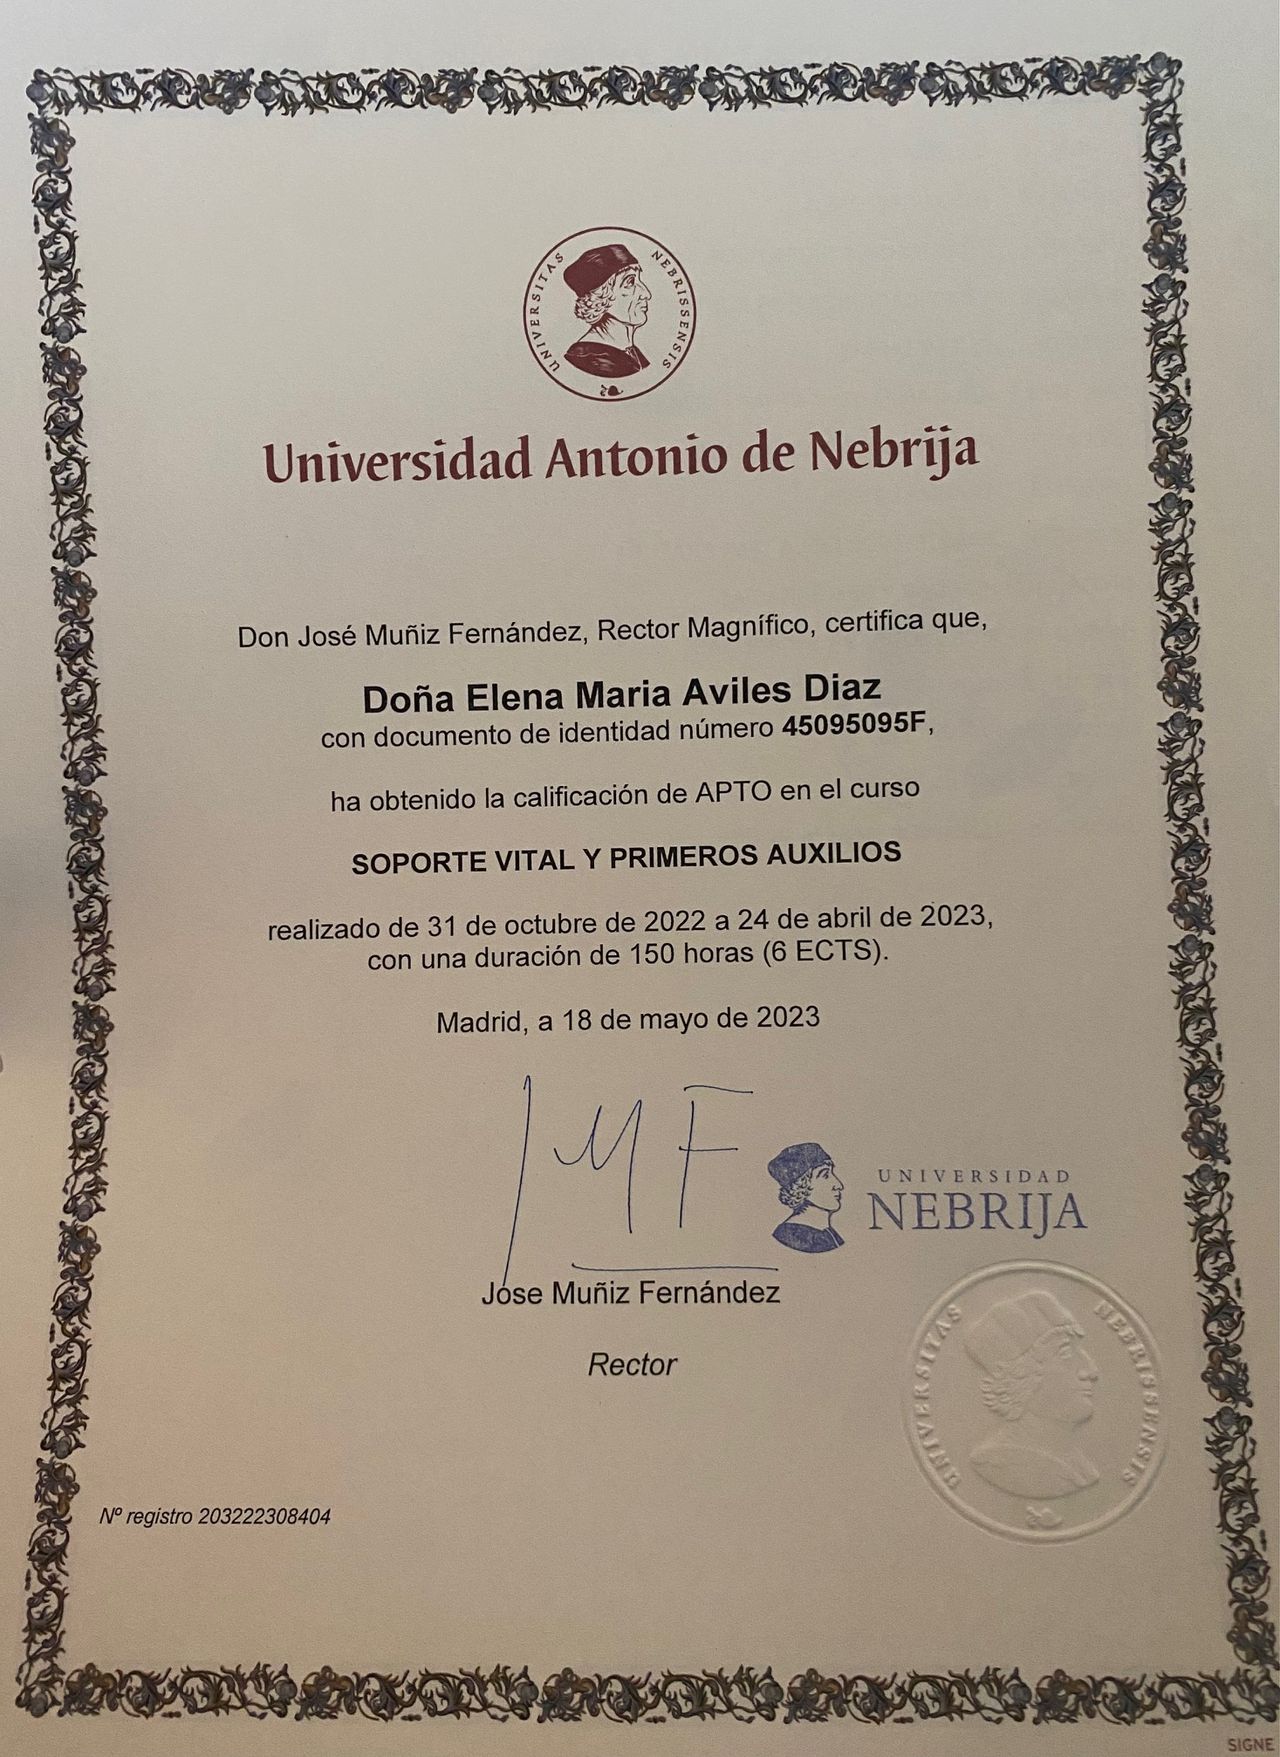 UNIVERSITAS NEBRISSENSIS
Universidad Antonio de Nebrija
Don José Muñiz Fernández, Rector Magnífico, certifica que,
Doña Elena Maria Aviles Diaz
con documento de identidad número 45095095F,
ha obtenido la calificación de APTO en el curso
SOPORTE VITAL Y PRIMEROS AUXILIOS
realizado de 31 de octubre de 2022 a 24 de abril de 2023,
con una duración de 150 horas (6 ECTS).
Madrid, a 18 de mayo de 2023
JMF
UNIVERSIDAD
NEBRIJA
Jose Muñiz Fernández
Rector
UNIVERSITAS NEBRISSENSIS
Nº registro 203222308404
SIGNE